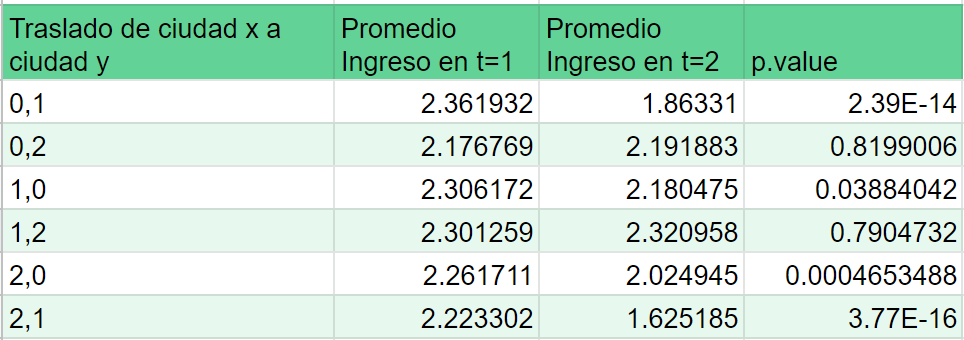 Traslado de ciudad x a ciudad y Promedio Ingreso en t=1 Promedio Ingreso en t=2 p.value
0,1 2.361932 1.86331 2.39E-14
0,2 2.176769 2.191883 0.8199006
1,0 2.306172 2.180475 0.03884042
1,2 2.301259 2.320958 0.7904732
2,0 2.261711 2.024945 0.0004653488
2,1 2.223302 1.625185 3.77E-16